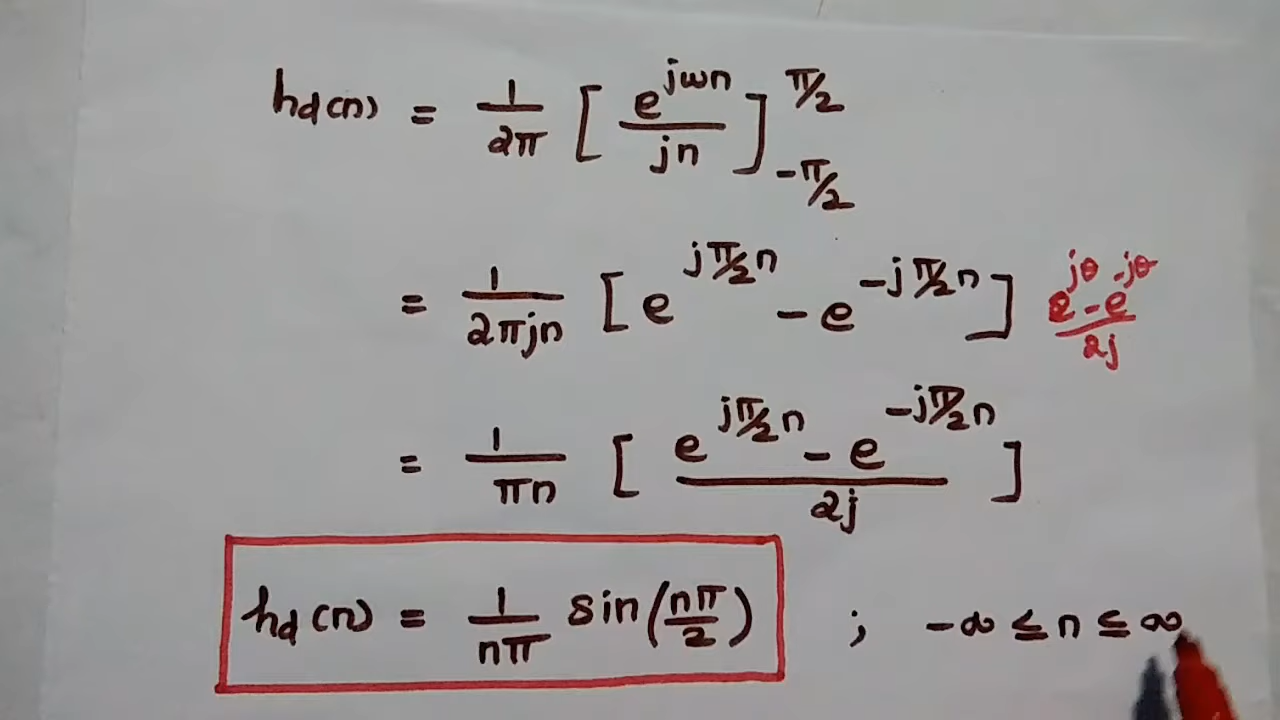 hd(n) = 1/2π [ e^{jωn}/jn ]_{-π/2}^{π/2}
= 1/2πjn [ e^{jπ/2 n} - e^{-jπ/2 n} ] e^{jθ} - e^{-jθ}/2j
= 1/πn [ e^{jπ/2 n} - e^{-jπ/2 n}/2j ]
hd(n) = 1/nπ sin(nπ/2) ; -∞ ≤ n ≤ ∞